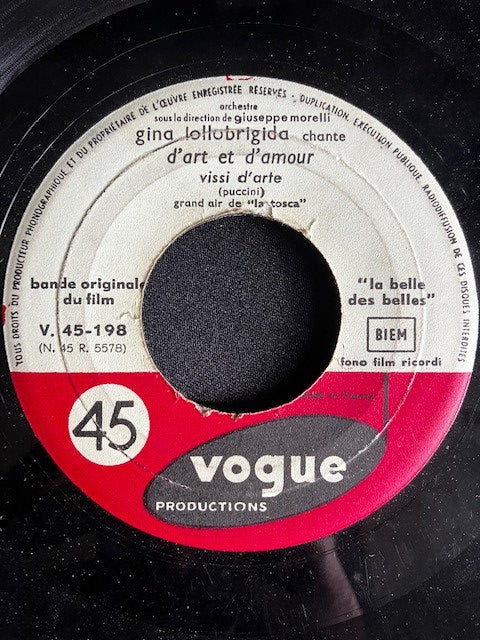 TOUS DROITS DU PRODUCTEUR PHONOGRAPHIQUE ET DU PROPRIÉTAIRE DE L'ŒUVRE ENREGISTRÉE RÉSERVÉS - DUPLICATION, EXÉCUTION PUBLIQUE, RADIODIFFUSION DE CES DISQUES INTERDITES
orchestre
sous la direction de giuseppe morelli
gina lollobrigida chante
d'art et d'amour
vissi d'arte
(puccini)
grand air de "la tosca"
bande originale
du film
"la belle
des belles"
V. 45-198
(N. 45 R. 5578)
BIEM
fono film ricordi
45
vogue
PRODUCTIONS